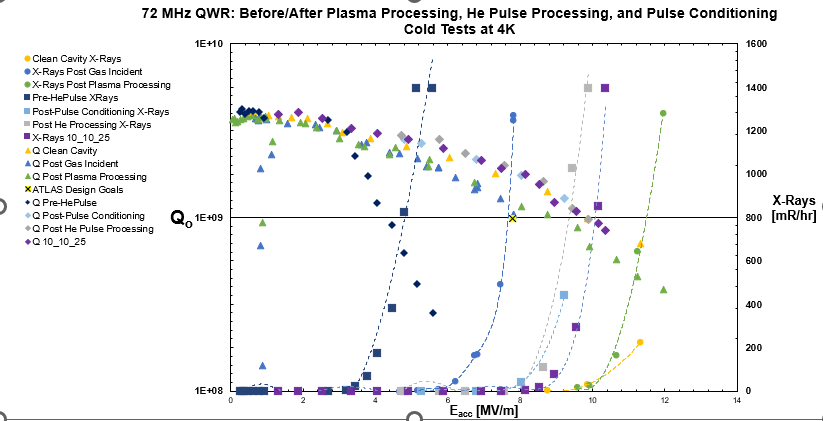 72 MHz QWR: Before/After Plasma Processing, He Pulse Processing, and Pulse Conditioning
Cold Tests at 4K
Clean Cavity X-Rays
X-Rays Post Gas Incident
X-Rays Post Plasma Processing
Pre-HePulse XRays
Post-Pulse Conditioning X-Rays
Post He Processing X-Rays
X-Rays 10_10_25
Q Clean Cavity
Q Post Gas Incident
Q Post Plasma Processing
ATLAS Design Goals
Q Pre-HePulse
Q Post-Pulse Conditioning
Q Post He Pulse Processing
Q 10_10_25
1E+10
1E+09
1E+08
Qo
0 2 4 6 8 10 12 14
Eacc [MV/m]
1600
1400
1200
1000
800
600
400
200
0
X-Rays
[mR/hr]